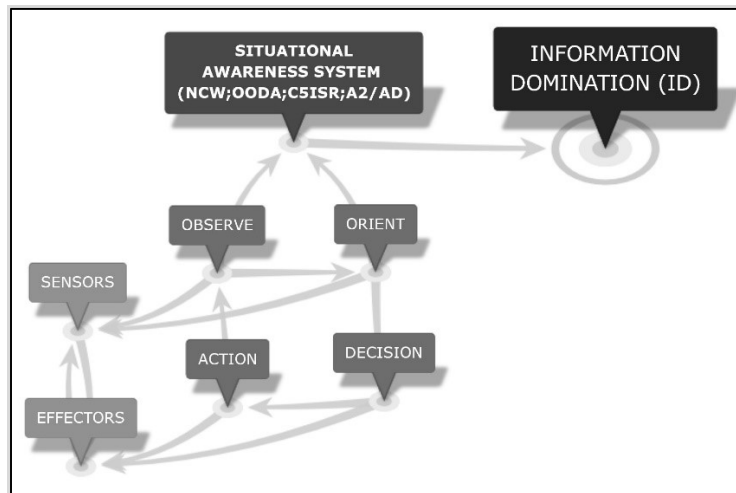 SITUATIONAL
AWARENESS SYSTEM
(NCW;OODA;C5ISR;A2/AD)
INFORMATION
DOMINATION (ID)
OBSERVE
ORIENT
SENSORS
ACTION
DECISION
EFFECTORS